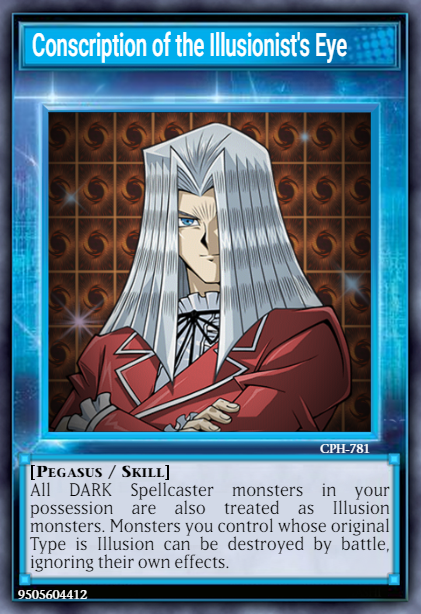 Conscription of the Illusionist's Eye
CPH-781
[Pegasus / Skill]
All DARK Spellcaster monsters in your
possession are also treated as Illusion
monsters. Monsters you control whose original
Type is Illusion can be destroyed by battle,
ignoring their own effects.
9505604412